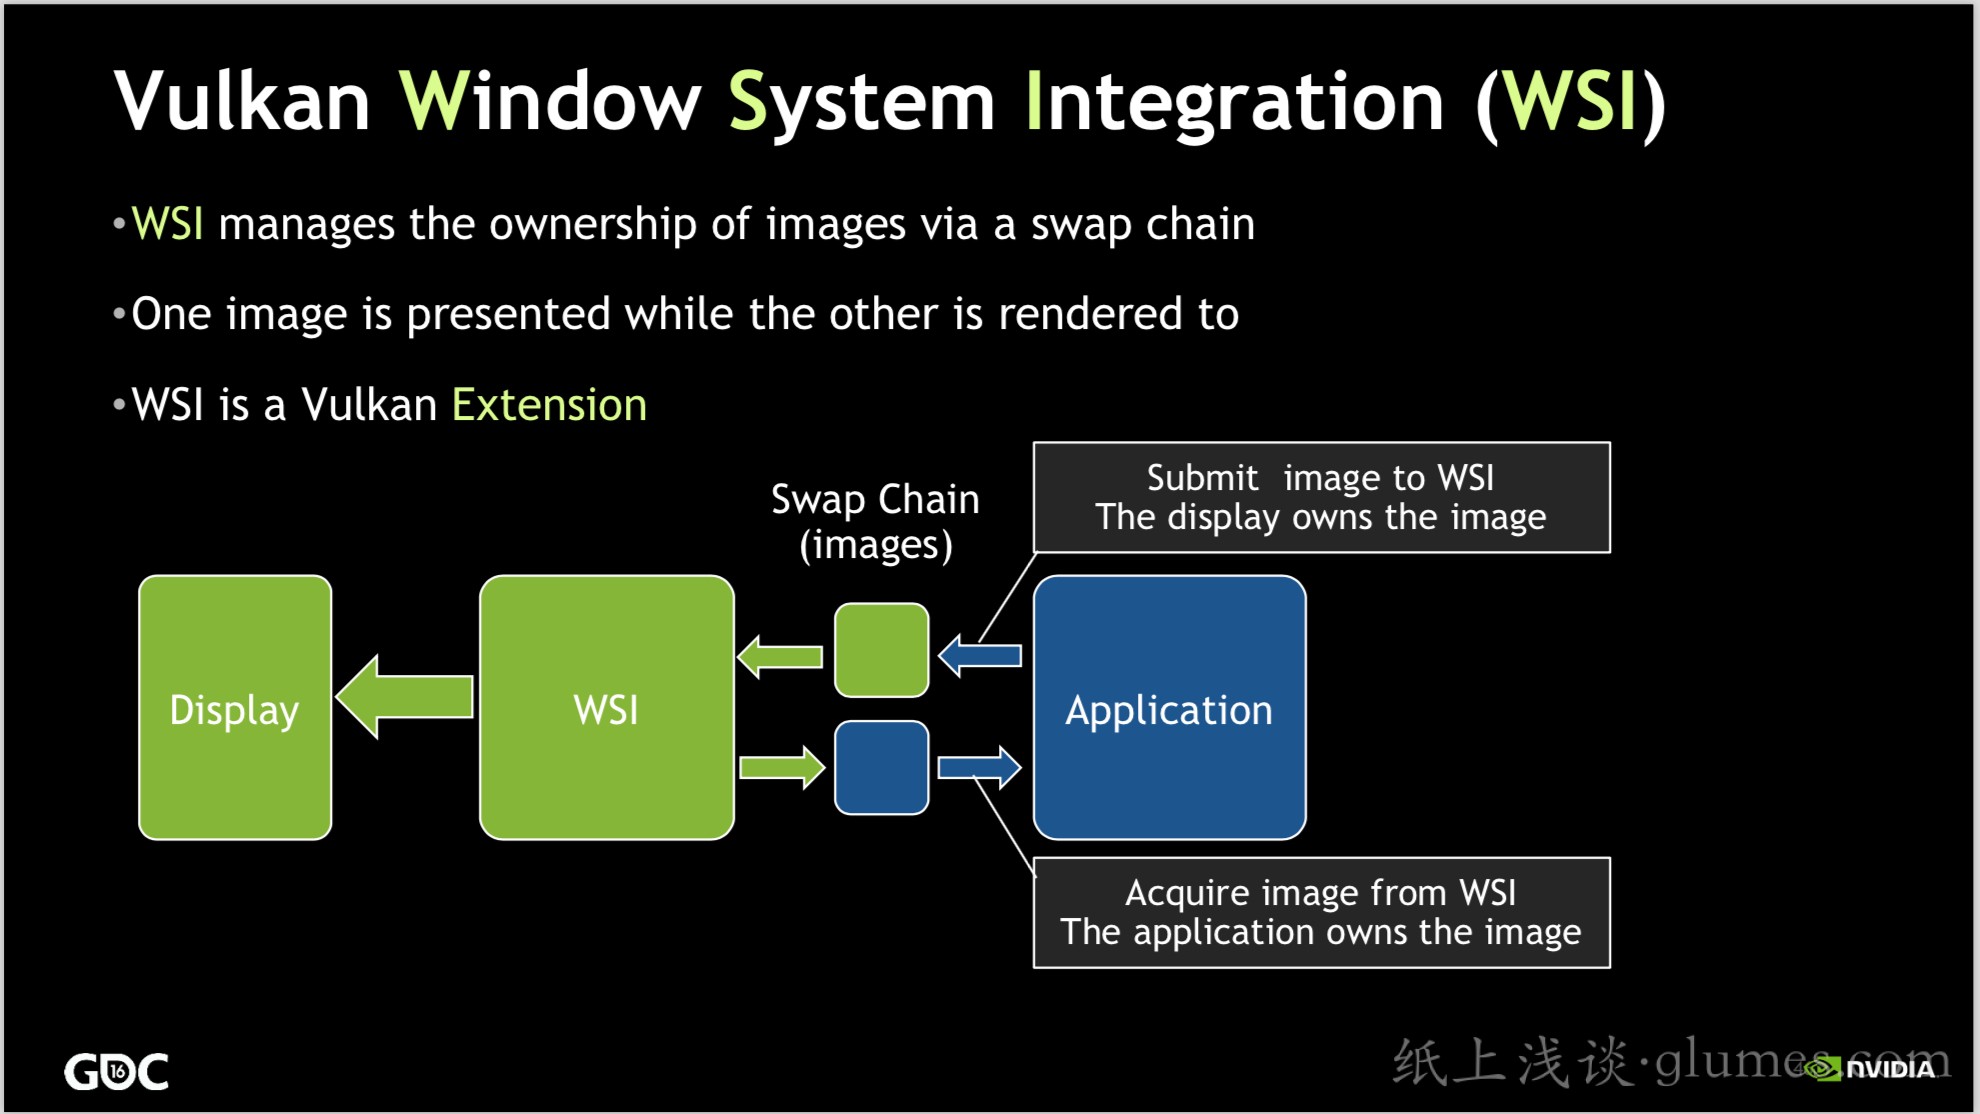 Vulkan Window System Integration (WSI)
•WSI manages the ownership of images via a swap chain
•One image is presented while the other is rendered to
•WSI is a Vulkan Extension
Swap Chain
(images)
Submit image to WSI
The display owns the image
Display
WSI
Application
Acquire image from WSI
The application owns the image
GDC 16
纸上浅谈·glumes.com
NVIDIA